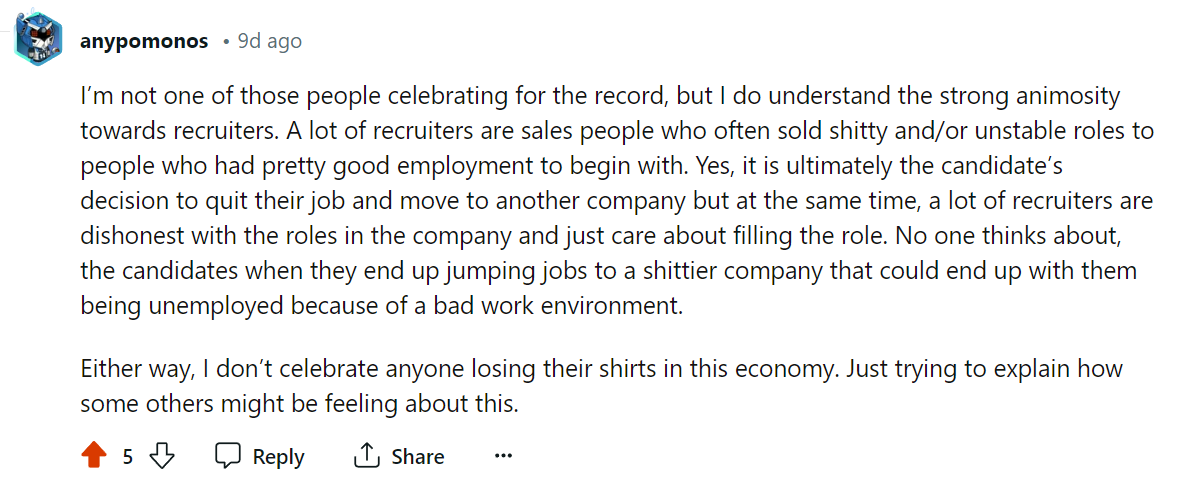 anypomonos • 9d ago
I’m not one of those people celebrating for the record, but I do understand the strong animosity
towards recruiters. A lot of recruiters are sales people who often sold shitty and/or unstable roles to
people who had pretty good employment to begin with. Yes, it is ultimately the candidate’s
decision to quit their job and move to another company but at the same time, a lot of recruiters are
dishonest with the roles in the company and just care about filling the role. No one thinks about,
the candidates when they end up jumping jobs to a shittier company that could end up with them
being unemployed because of a bad work environment.
Either way, I don’t celebrate anyone losing their shirts in this economy. Just trying to explain how
some others might be feeling about this.
5 Reply Share ···